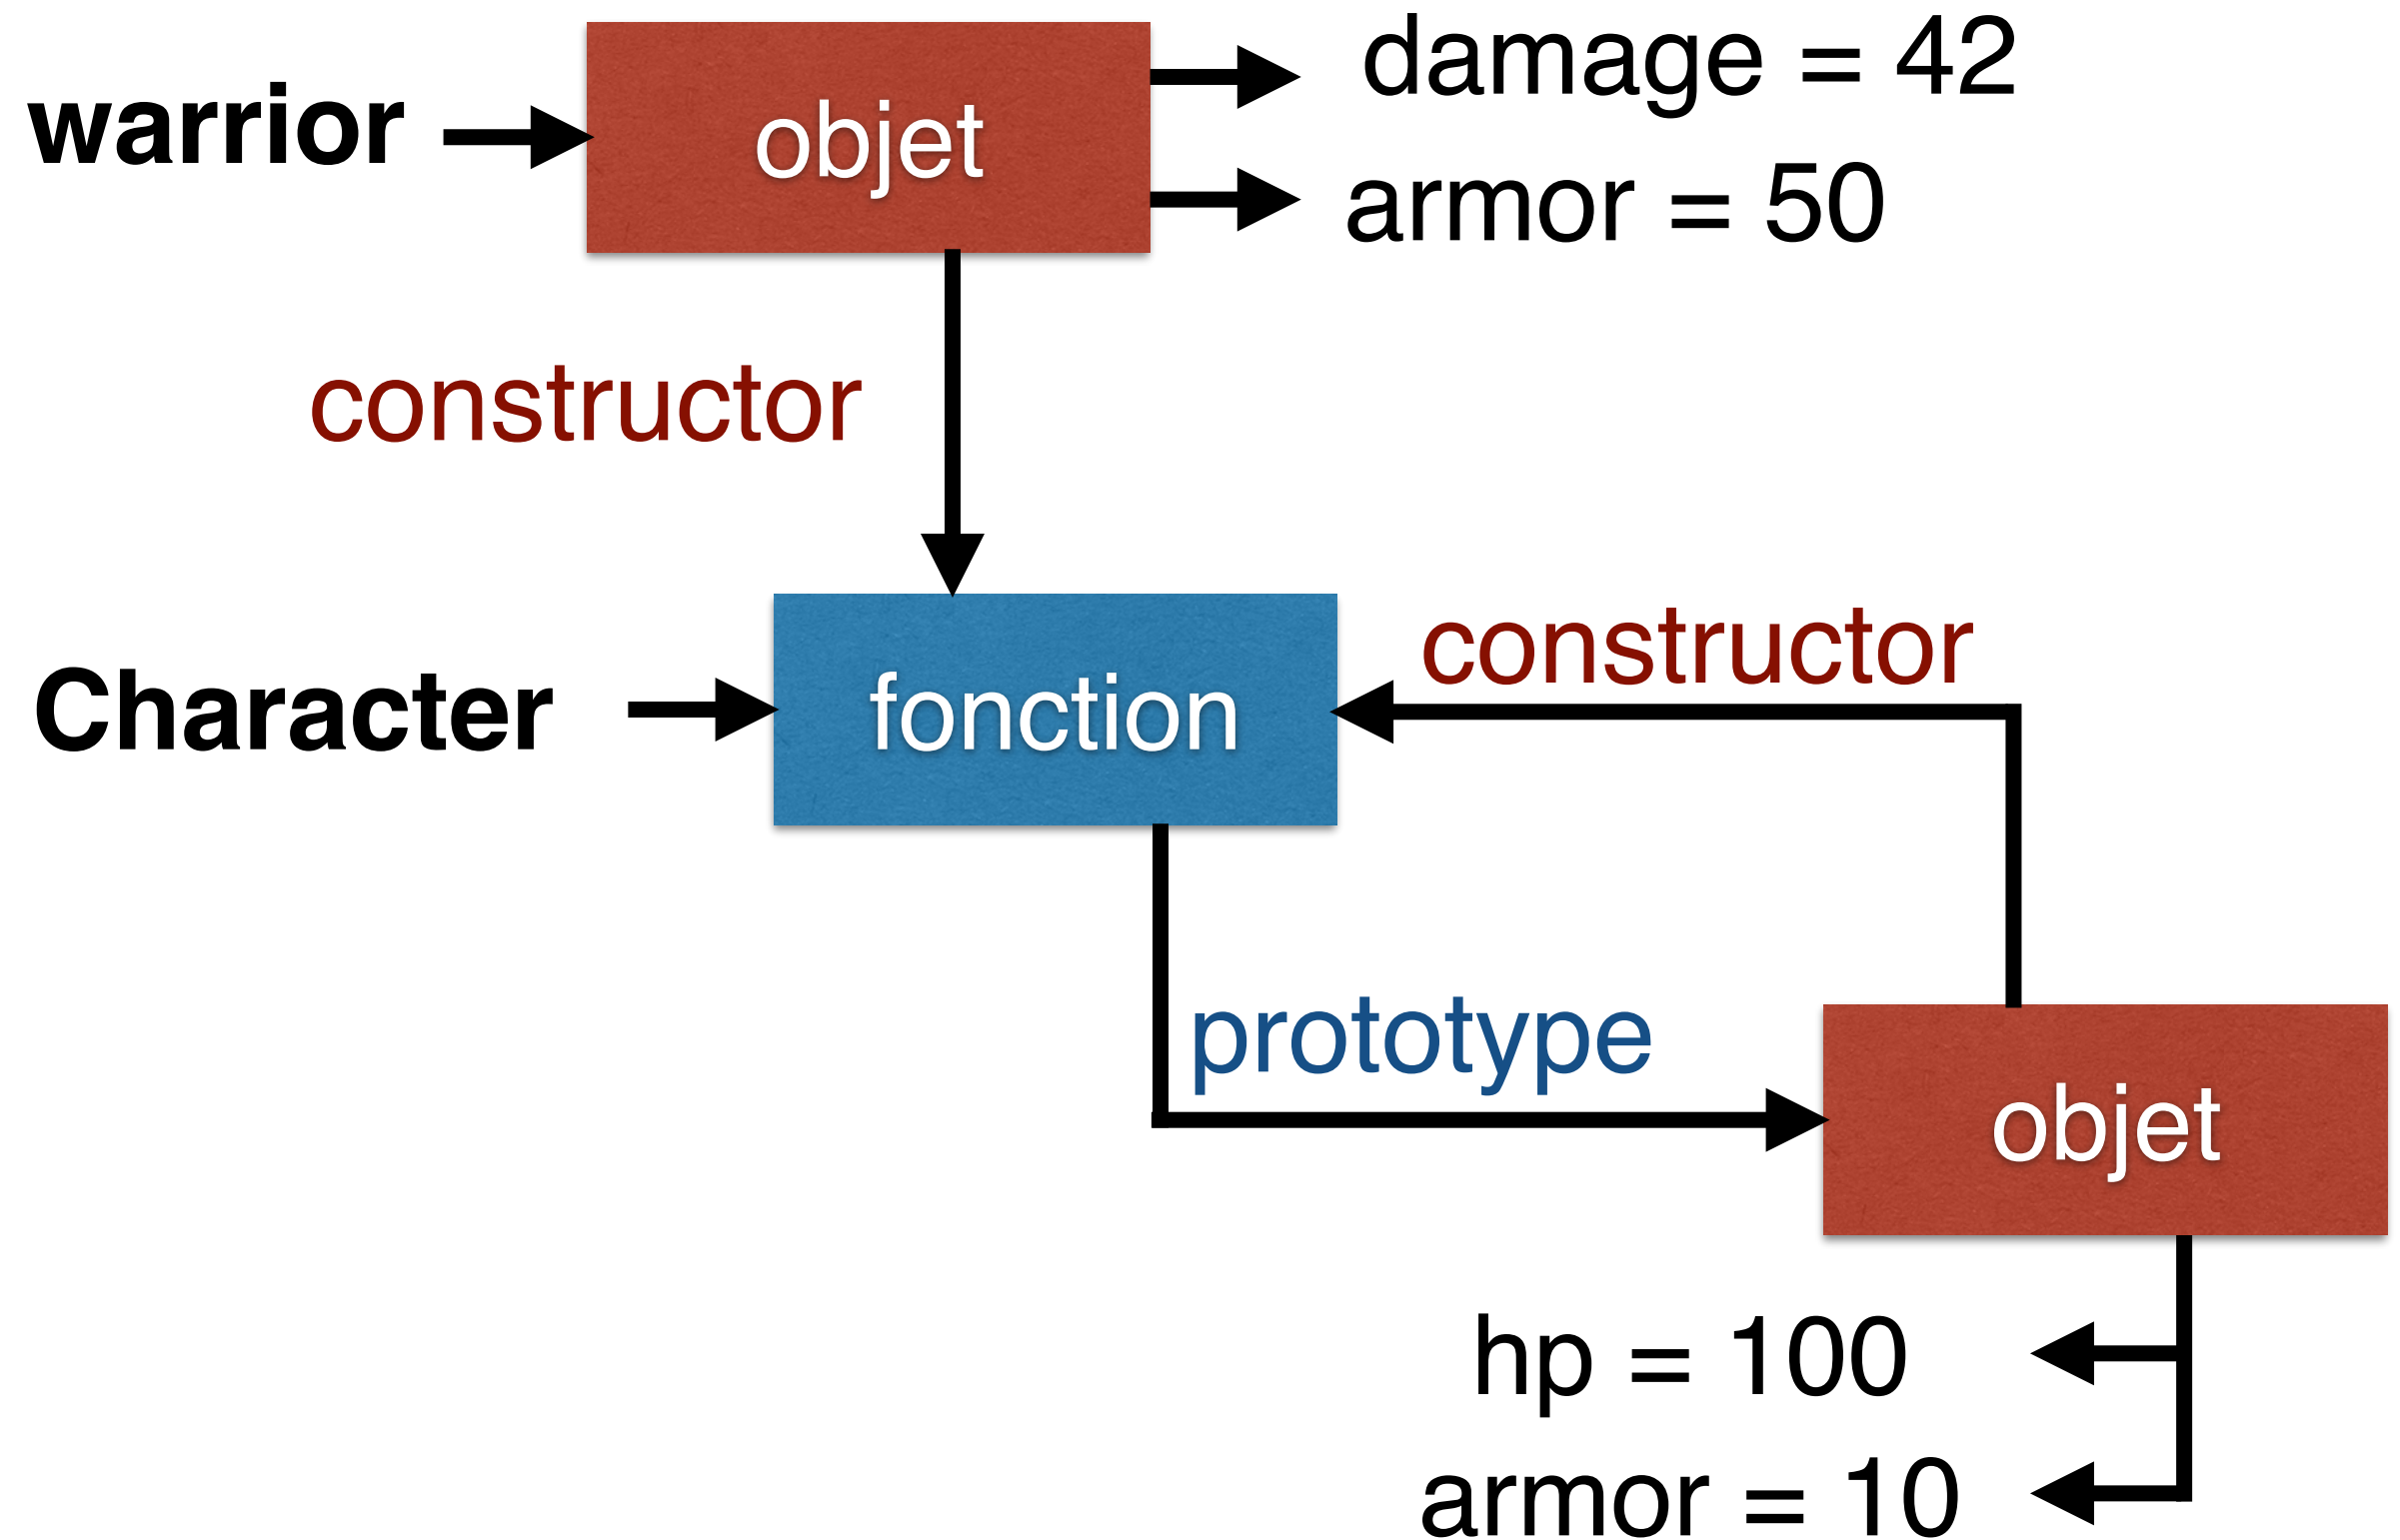 damage = 42
warrior
objet
armor = 50
constructor
constructor
Character
fonction
prototype
objet
hp = 100
armor = 10